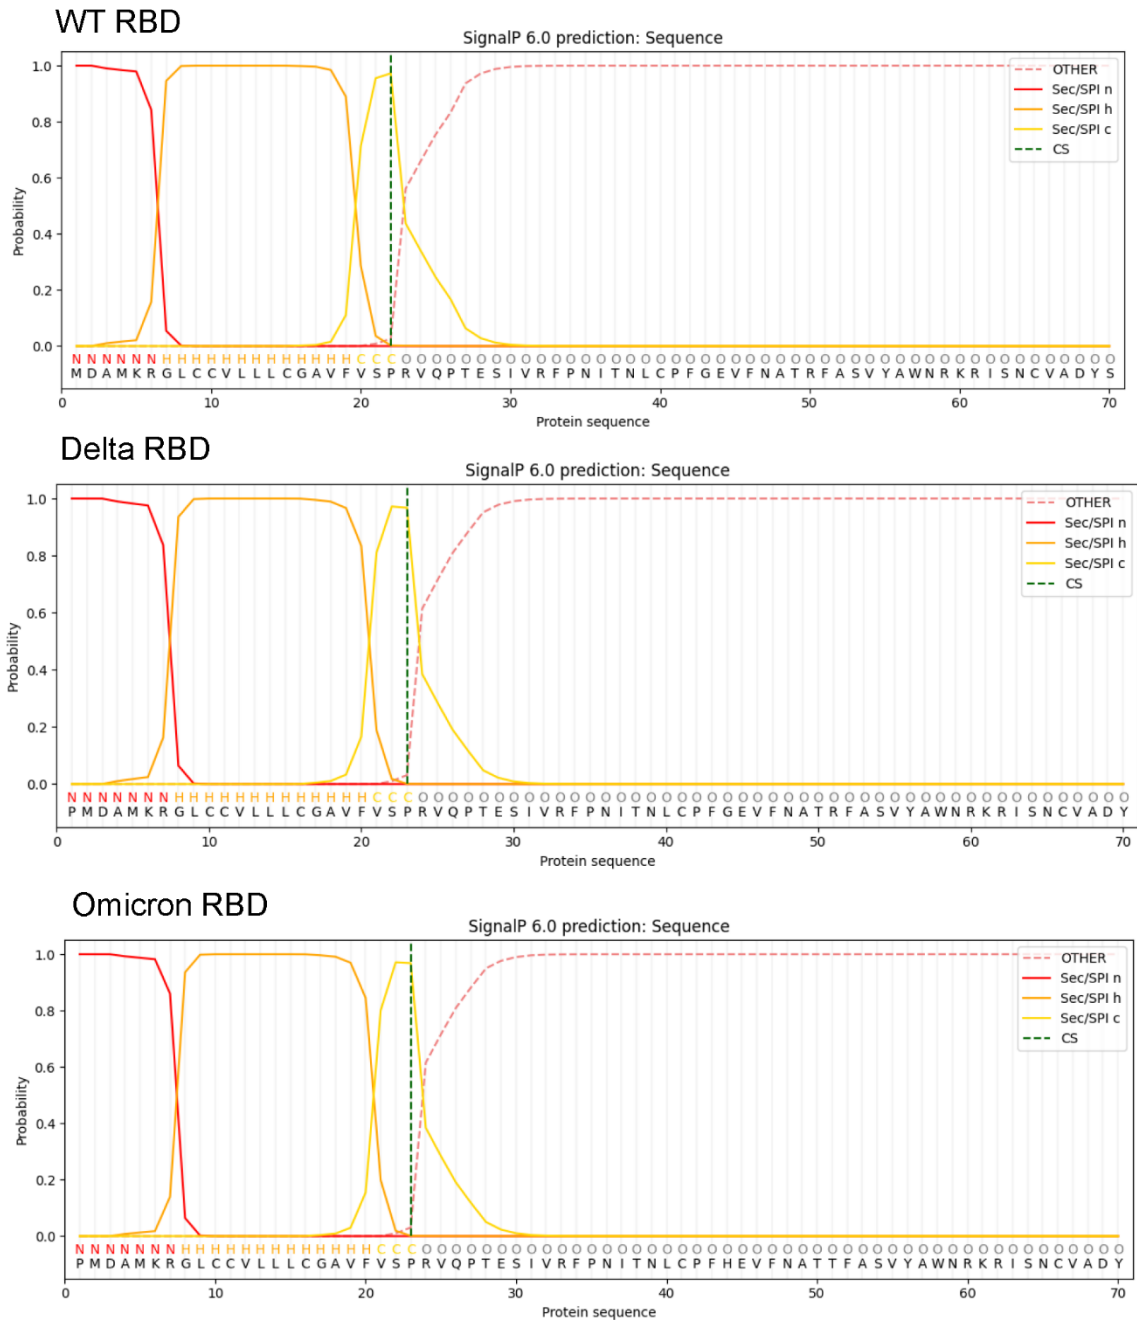 WT RBD
SignalP 6.0 prediction: Sequence
OTHER
Sec/SPI n
Sec/SPI h
Sec/SPI c
CS
Probability
1.0
0.8
0.6
0.4
0.2
0.0
N N N N N N H H H H H H H H H H H H H C C C O O O O O O O O O O O O O O O O O O O O O O O O O O O O O O O O O O O O O O O O O O O O O O O O
M D A M K R G L C C V L L L C G A V F V S P R V Q P T E S I V R F P N I T N L C P F G E V F N A T R F A S V Y A W N R K R I S N C V A D Y S
0 10 20 30 40 50 60 70
Protein sequence
Delta RBD
SignalP 6.0 prediction: Sequence
OTHER
Sec/SPI n
Sec/SPI h
Sec/SPI c
CS
Probability
1.0
0.8
0.6
0.4
0.2
0.0
N N N N N N N H H H H H H H H H H H H H C C C O O O O O O O O O O O O O O O O O O O O O O O O O O O O O O O O O O O O O O O O O O O O O O O
P M D A M K R G L C C V L L L C G A V F V S P R V Q P T E S I V R F P N I T N L C P F G E V F N A T R F A S V Y A W N R K R I S N C V A D Y
0 10 20 30 40 50 60 70
Protein sequence
Omicron RBD
SignalP 6.0 prediction: Sequence
OTHER
Sec/SPI n
Sec/SPI h
Sec/SPI c
CS
Probability
1.0
0.8
0.6
0.4
0.2
0.0
N N N N N N N H H H H H H H H H H H H H C C C O O O O O O O O O O O O O O O O O O O O O O O O O O O O O O O O O O O O O O O O O O O O O O O
P M D A M K R G L C C V L L L C G A V F V S P R V Q P T E S I V R F P N I T N L C P F H E V F N A T T F A S V Y A W N R K R I S N C V A D Y
0 10 20 30 40 50 60 70
Protein sequence